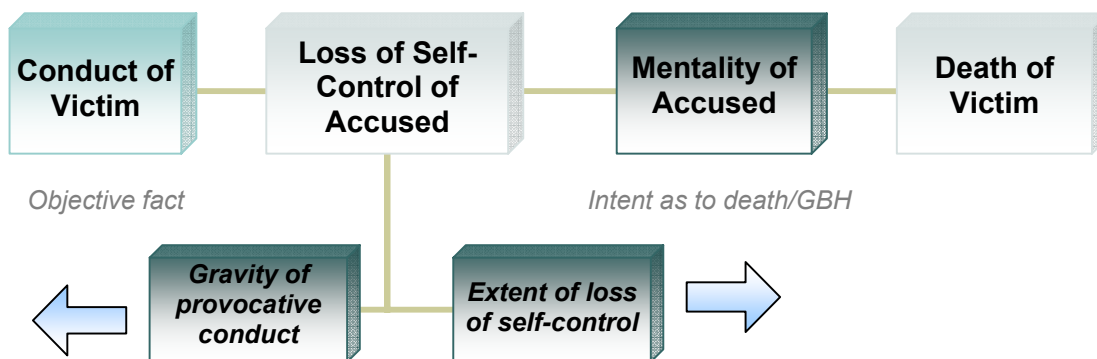 Conduct of
Victim
Loss of Self-
Control of
Accused
Mentality of
Accused
Death of
Victim
Objective fact
Intent as to death/GBH
Gravity of
provocative
conduct
Extent of loss
of self-control